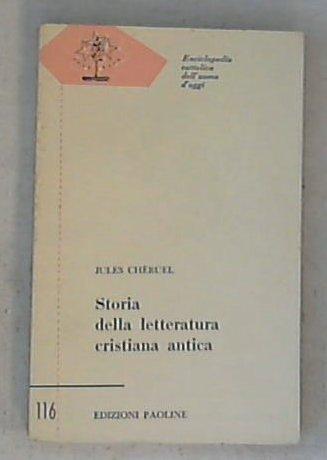 Enciclopedia
cattolica
dell'uomo
d'oggi
JULES CHÉRUEL
Storia
della letteratura
cristiana antica
116
EDIZIONI PAOLINE